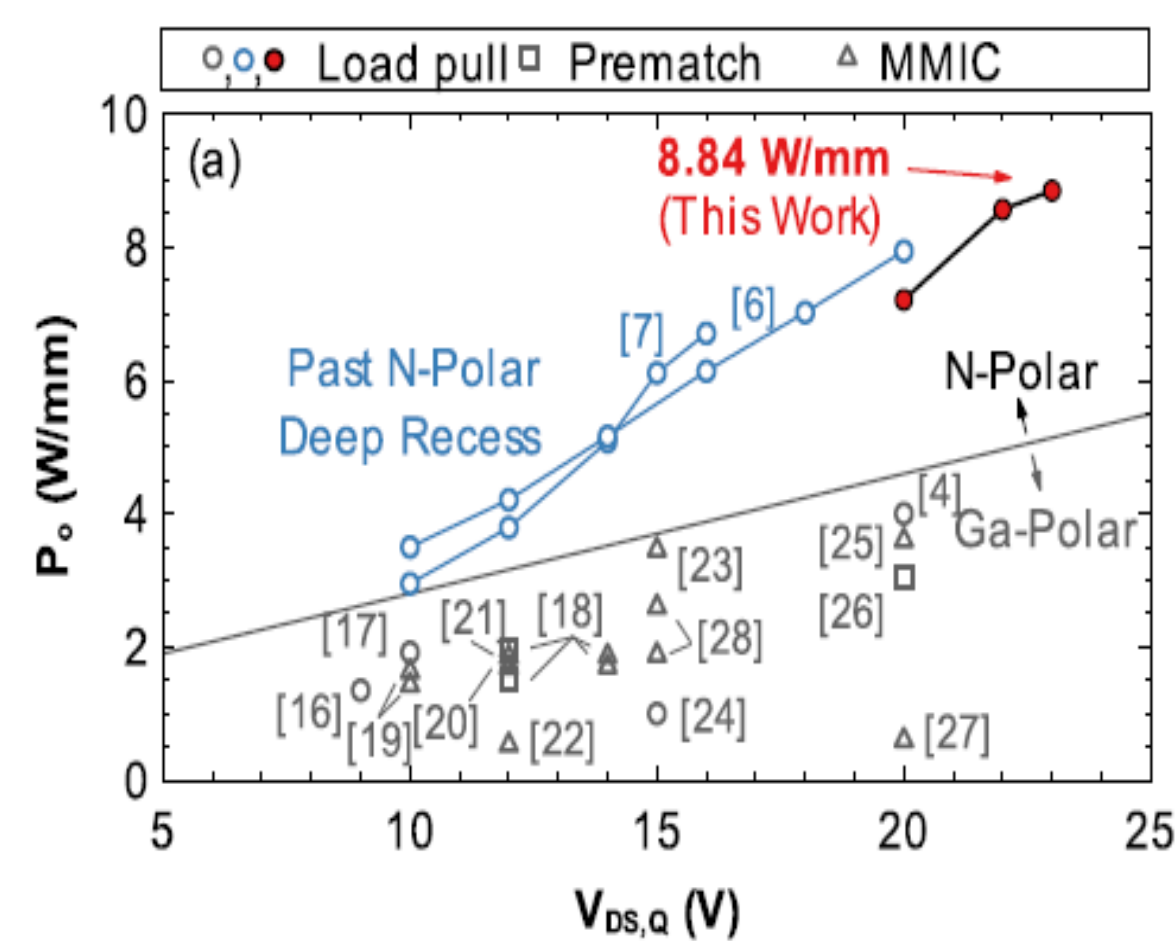 Load pull Prematch MMIC
10
(a)
8.84 W/mm
(This Work)
8
[7] [6]
Past N-Polar
Deep Recess
6
N-Polar
4
[4]
Ga-Polar
[25]
[23]
[26]
[17] [21] [18]
2
[28]
[16] [19] [20] [22] [24] [27]
0
5 10 15 20 25
Po (W/mm)
VDS,Q (V)